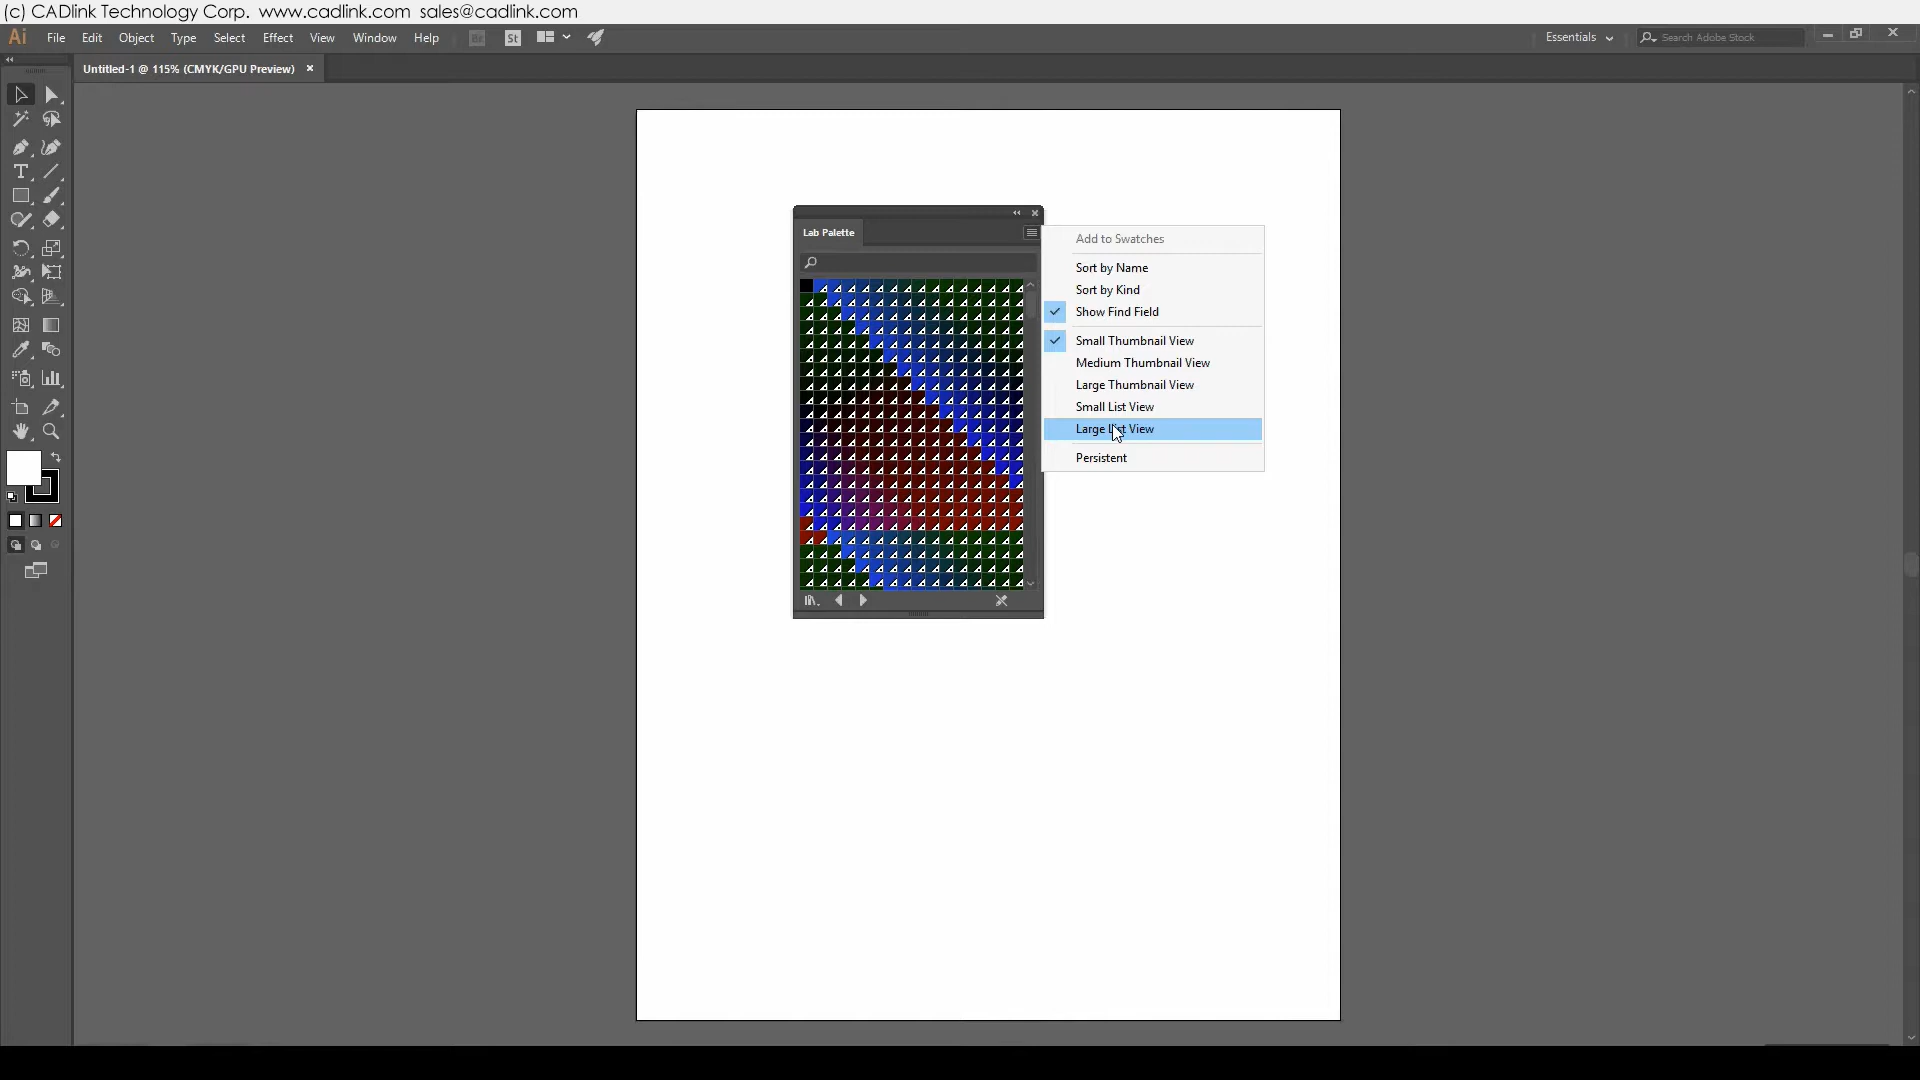 (c) CADlink Technology Corp. www.cadlink.com sales@cadlink.com
Ai File Edit Object Type Select Effect View Window Help Br St Essentials Search Adobe Stock
Untitled-1 @ 115% (CMYK/GPU Preview)
Lab Palette
Add to Swatches
Sort by Name
Sort by Kind
Show Find Field
Small Thumbnail View
Medium Thumbnail View
Large Thumbnail View
Small List View
Large List View
Persistent